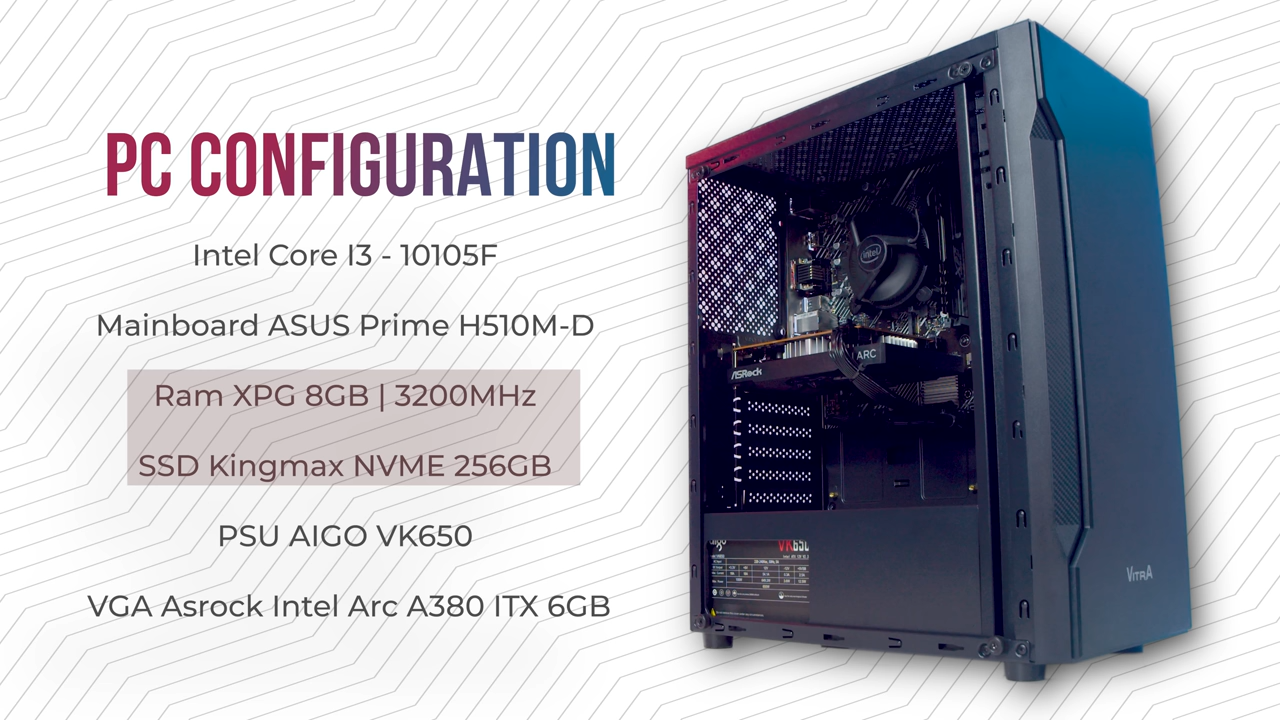 PC CONFIGURATION
Intel Core I3 - 10105F
Mainboard ASUS Prime H510M-D
Ram XPG 8GB | 3200MHz
SSD Kingmax NVME 256GB
PSU AIGO VK650
VGA Asrock Intel Arc A380 ITX 6GB
intel
ARC
ASRock
VK650
VITRA